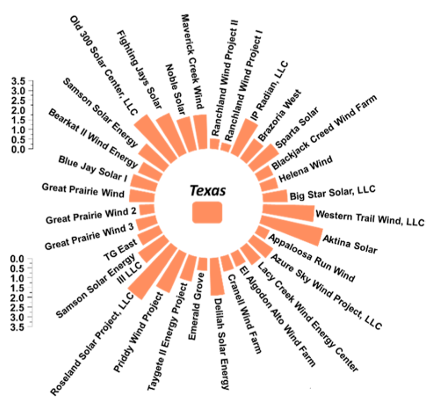 Texas
3.5
3.0
2.5
2.0
1.5
1.0
0.5
0.0
0.0
0.5
1.0
1.5
2.0
2.5
3.0
3.5
Ranchland Wind Project II
Ranchland Wind Project I
IP Radian, LLC
Brazoria West
Sparta Solar
Blackjack Creed Wind Farm
Helena Wind
Big Star Solar, LLC
Western Trail Wind, LLC
Aktina Solar
Appaloosa Run Wind
Azure Sky Wind Project, LLC
Lacy Creek Wind Energy Center
El Algodon Alto Wind Farm
Cranell Wind Farm
Delilah Solar Energy
Emerald Grove
Taygete II Energy Project
Priddy Wind Project
Roseland Solar Project, LLC
Samson Solar Energy
III LLC
TG East
Great Prairie Wind 3
Great Prairie Wind 2
Great Prairie Wind
Blue Jay Solar I
Bearkat II Wind Energy
Samson Solar Energy
Old 300 Solar Center, LLC
Fighting Jays Solar
Noble Solar
Maverick Creek Wind